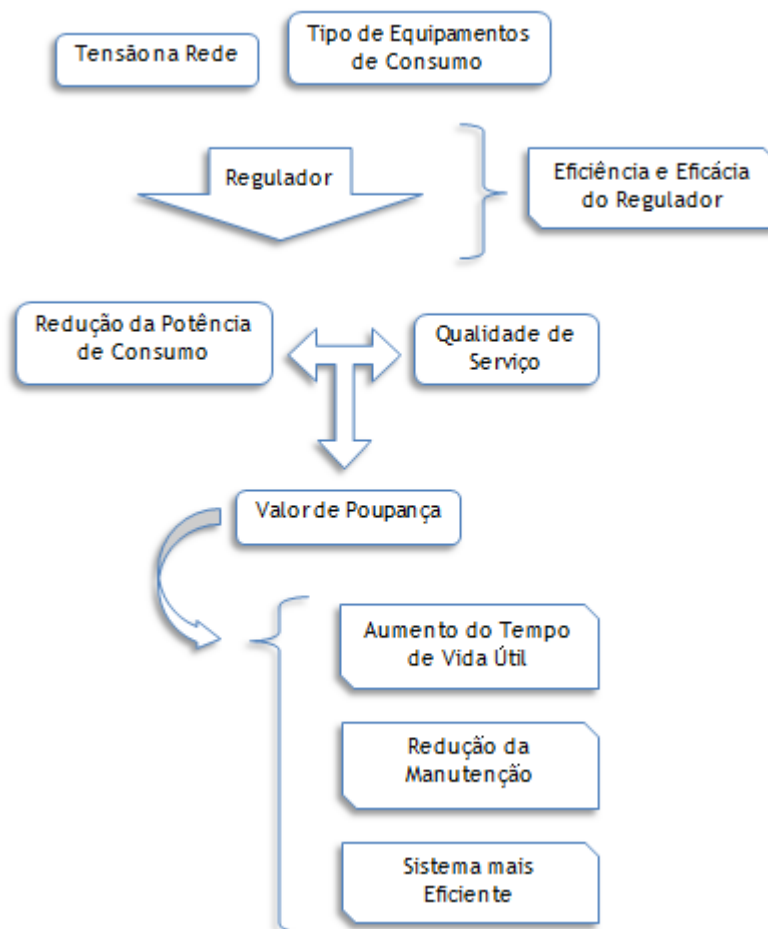 Tensão na Rede
Tipo de Equipamentos
de Consumo
Regulador
Eficiência e Eficácia
do Regulador
Redução da Potência
de Consumo
Qualidade de
Serviço
Valor de Poupança
Aumento do Tempo
de Vida Útil
Redução da
Manutenção
Sistema mais
Eficiente